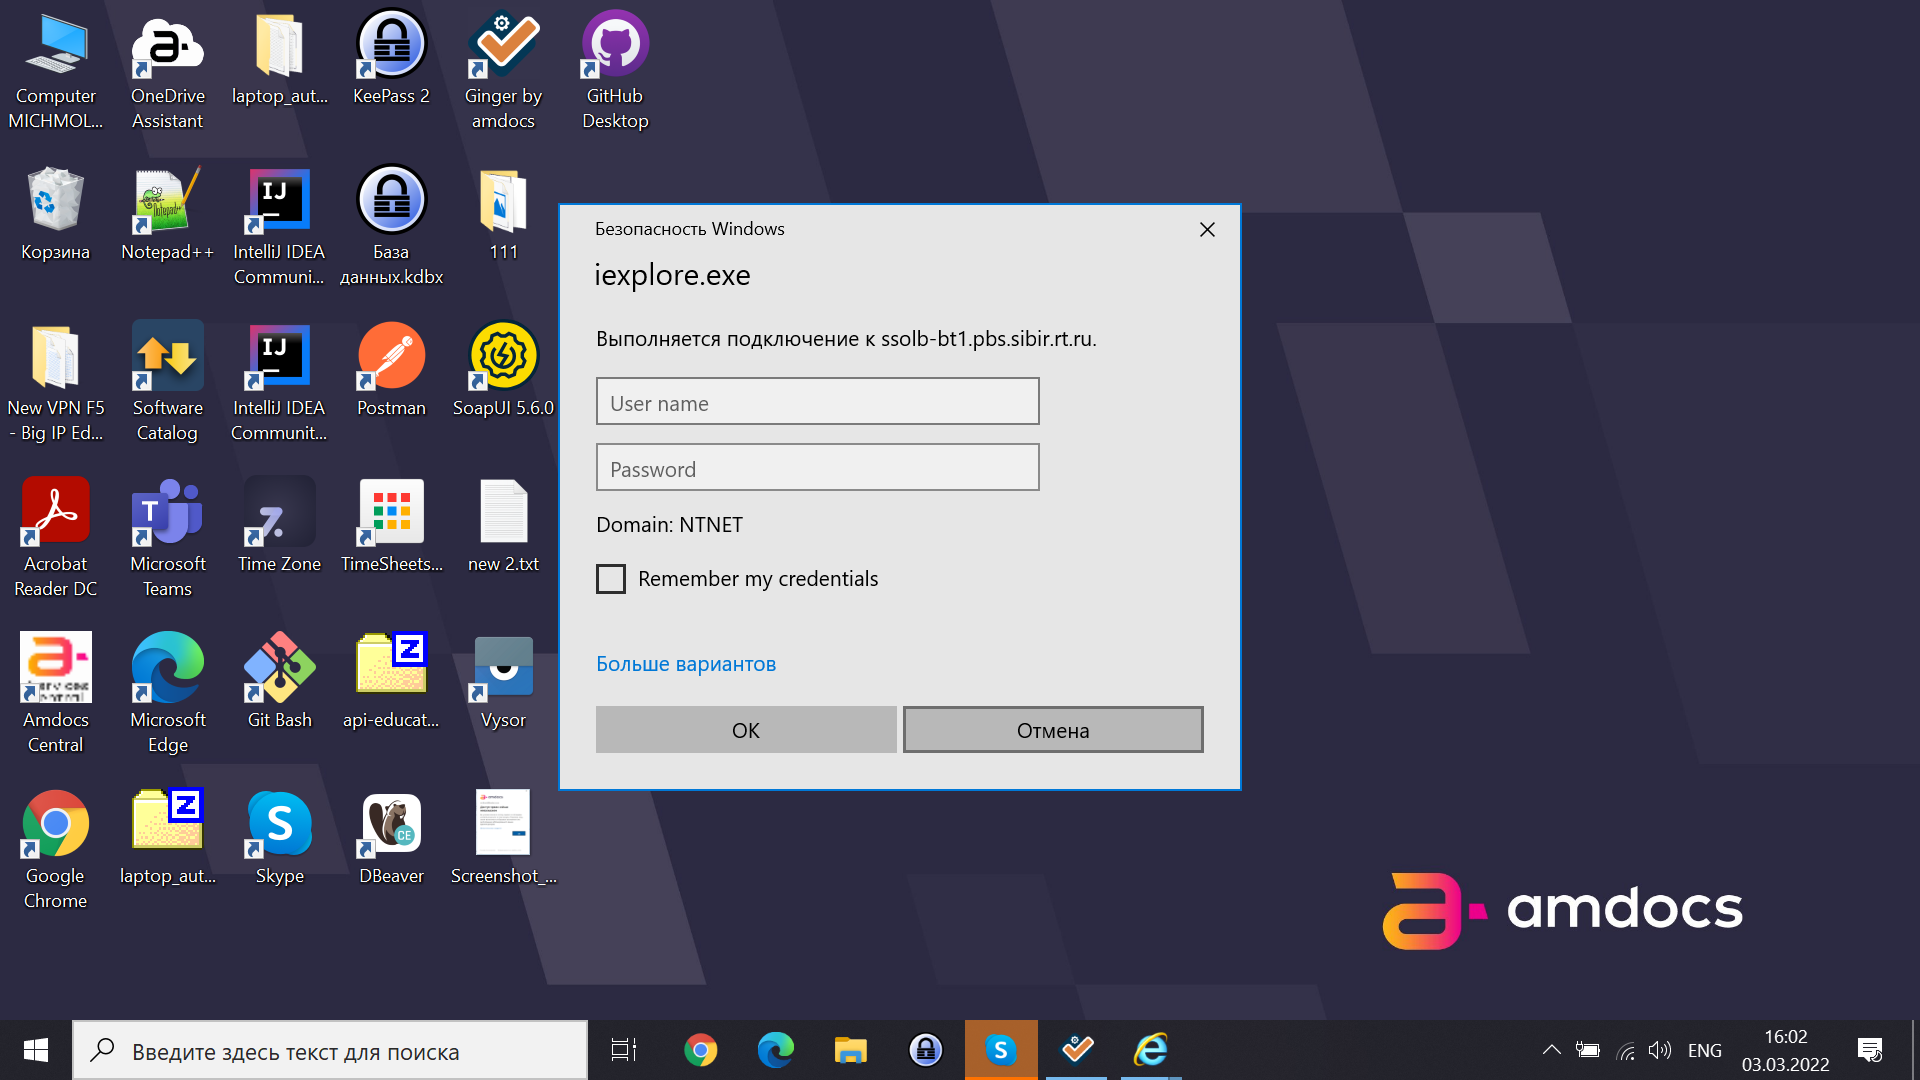 Computer
MICHMOL...
OneDrive
Assistant
laptop_aut...
KeePass 2
Ginger by
amdocs
GitHub
Desktop
Корзина
Notepad++
IntelliJ IDEA
Communi...
База
данных.kdbx
111
New VPN F5
- Big IP Ed...
Software
Catalog
IntelliJ IDEA
Communit...
Postman
SoapUI 5.6.0
Acrobat
Reader DC
Microsoft
Teams
Time Zone
TimeSheets...
new 2.txt
Amdocs
Central
Microsoft
Edge
Git Bash
api-educat...
Vysor
Google
Chrome
laptop_aut...
Skype
DBeaver
Screenshot_...
Безопасность Windows
iexplore.exe
Выполняется подключение к ssolb-bt1.pbs.sibir.rt.ru.
User name
Password
Domain: NTNET
Remember my credentials
Больше вариантов
ОК
Отмена
amdocs
Введите здесь текст для поиска
ENG
16:02
03.03.2022